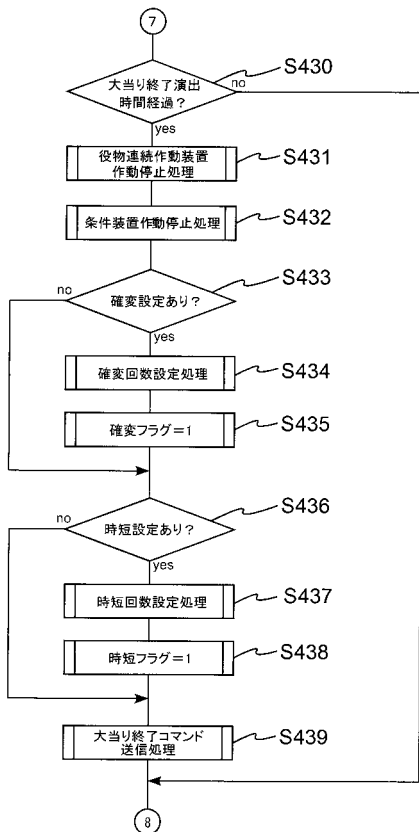 7
大当り終了演出
時間経過？
S430
no
yes
役物連続作動装置
作動停止処理
S431
条件装置作動停止処理
S432
確変設定あり？
S433
no
yes
確変回数設定処理
S434
確変フラグ＝1
S435
時短設定あり？
S436
no
yes
時短回数設定処理
S437
時短フラグ＝1
S438
大当り終了コマンド
送信処理
S439
8